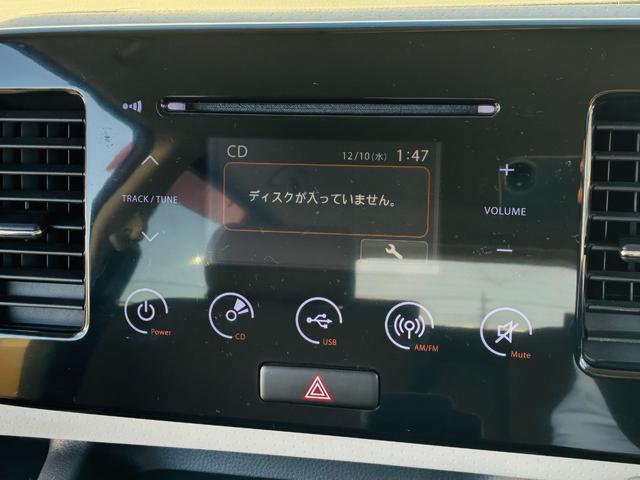 CD
12/10(水) 1:47
ディスクが入っていません。
TRACK / TUNE
+
VOLUME
−
Power
CD
USB
AM/FM
Mute